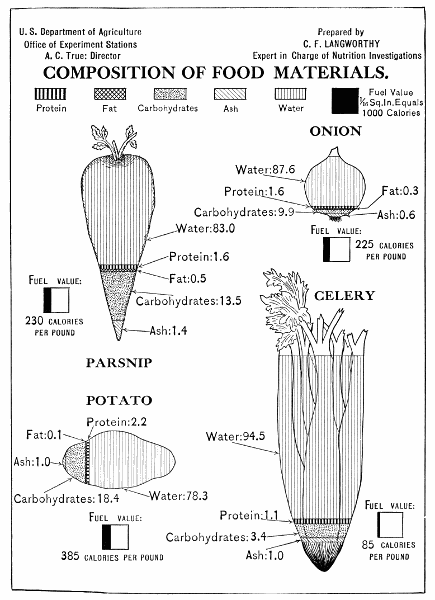 U. S. Department of Agriculture
Office of Experiment Stations
A. C. True: Director
Prepared by
C. F. LANGWORTHY
Expert in Charge of Nutrition Investigations
COMPOSITION OF FOOD MATERIALS.
Protein
Fat
Carbohydrates
Ash
Water
Fuel Value
Sq.In.Equals
1000 Calories
ONION
Water:87.6
Protein:1.6
Fat:0.3
Carbohydrates:9.9
Ash:0.6
FUEL VALUE:
225 CALORIES
PER POUND
Water:83.0
Protein:1.6
Fat:0.5
Carbohydrates:13.5
Ash:1.4
FUEL VALUE:
230 CALORIES
PER POUND
PARSNIP
CELERY
Water:94.5
Protein:1.1
Carbohydrates:3.4
Ash:1.0
FUEL VALUE:
85 CALORIES
PER POUND
POTATO
Protein:2.2
Fat:0.1
Ash:1.0
Carbohydrates:18.4
Water:78.3
FUEL VALUE:
385 CALORIES PER POUND